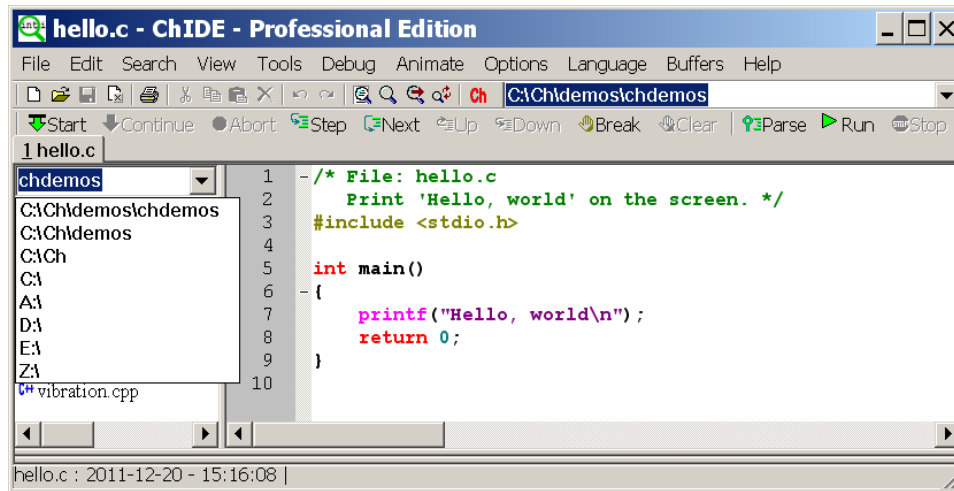 hello.c - ChIDE - Professional Edition
File Edit Search View Tools Debug Animate Options Language Buffers Help
Ch C:\Ch\demos\chdemos
Start Continue Abort Step Next Up Down Break Clear Parse Run Stop
1 hello.c
chdemos
C:\Ch\demos\chdemos
C:\Ch\demos
C:\Ch
C:\
A:\
D:\
E:\
Z:\
vibration.cpp
1 /* File: hello.c
2 Print 'Hello, world' on the screen. */
3 #include <stdio.h>
4
5 int main()
6 {
7 printf("Hello, world\n");
8 return 0;
9 }
10
hello.c : 2011-12-20 - 15:16:08 |